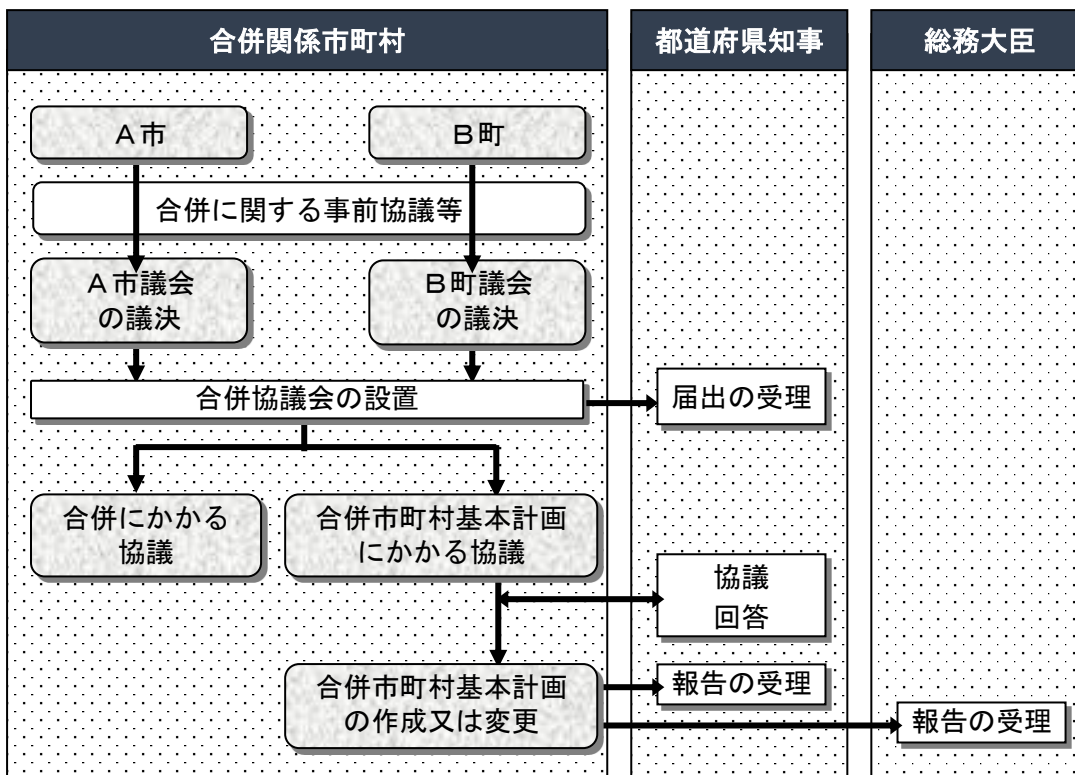 合併関係市町村
都道府県知事
総務大臣
A市
B町
合併に関する事前協議等
A市議会
の議決
B町議会
の議決
合併協議会の設置
届出の受理
合併にかかる
協議
合併市町村基本計画
にかかる協議
協議
回答
合併市町村基本計画
の作成又は変更
報告の受理
報告の受理